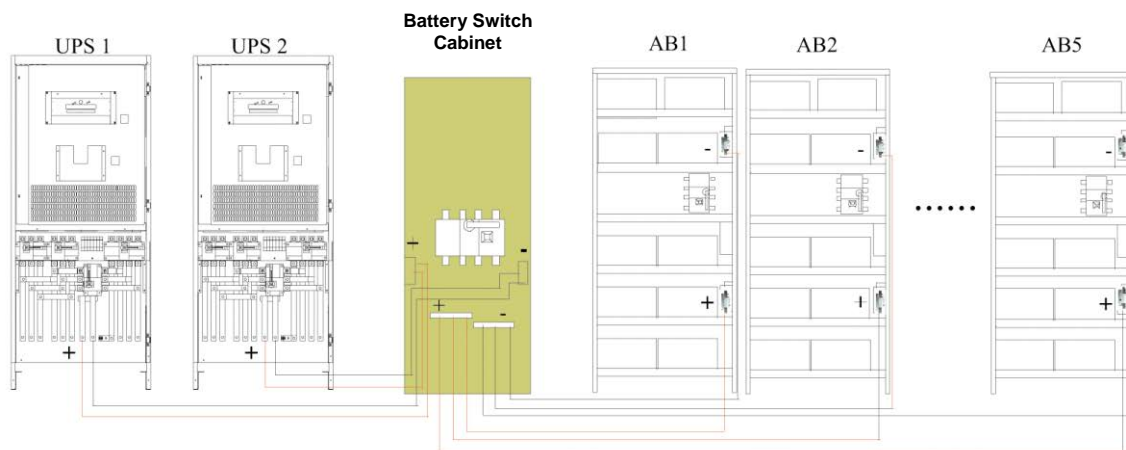 Battery Switch
Cabinet
UPS 1
UPS 2
AB1
AB2
AB5
- 
-
-
+
-
+
-
+
+
+
+
+
......